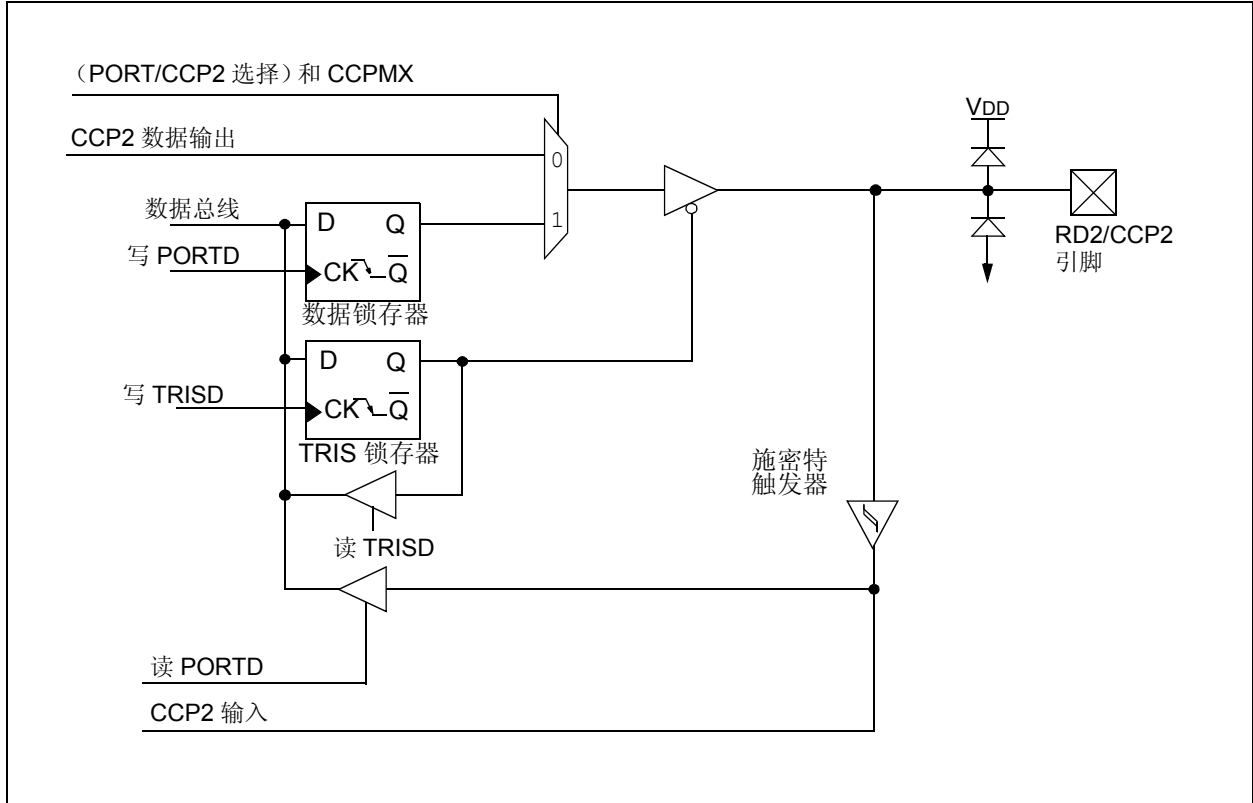 （PORT/CCP2 选择）和 CCPMX
CCP2 数据输出
VDD
0
1
数据总线
D Q
写 PORTD
CK Q̅
数据锁存器
RD2/CCP2
引脚
D Q
写 TRISD
CK Q̅
TRIS 锁存器
施密特
触发器
读 TRISD
读 PORTD
CCP2 输入